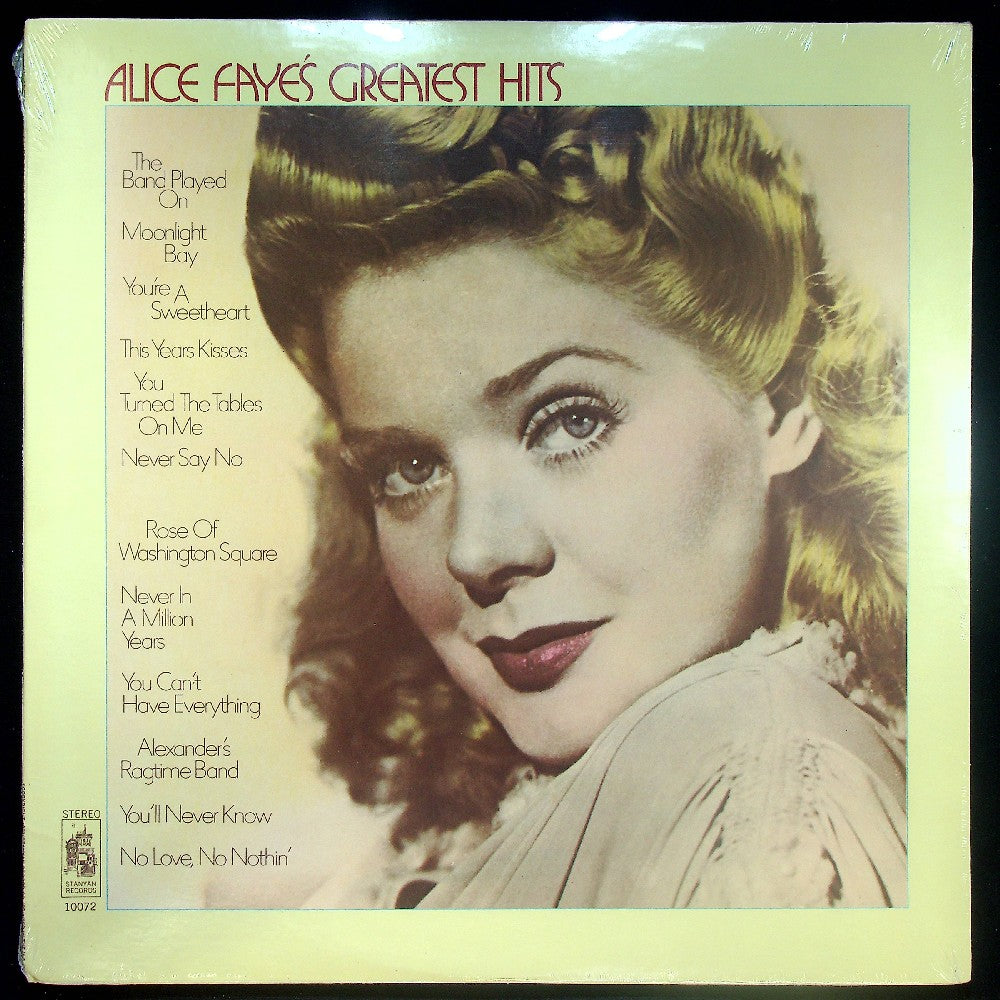 ALICE FAYE'S GREATEST HITS
The
Band Played
On
Moonlight
Bay
You're A
Sweetheart
This Years Kisses
You
Turned The Tables
On Me
Never Say No
Rose Of
Washington Square
Never In
A Million
Years
You Can't
Have Everything
Alexander's
Ragtime Band
You'll Never Know
No Love, No Nothin'
STEREO
STANYAN
RECORDS
10072